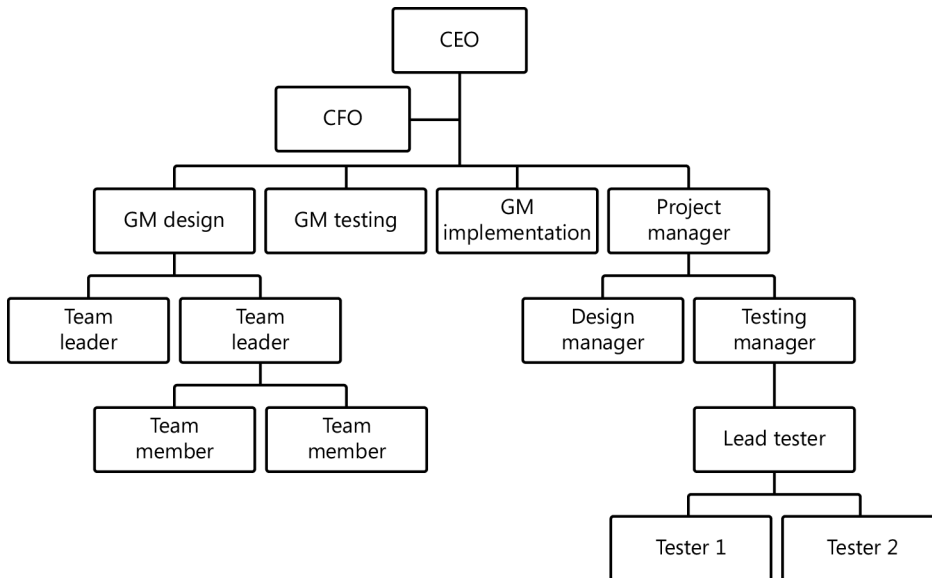 CEO
CFO
GM design
GM testing
GM
implementation
Project
manager
Team
leader
Team
leader
Design
manager
Testing
manager
Team
member
Team
member
Lead tester
Tester 1
Tester 2